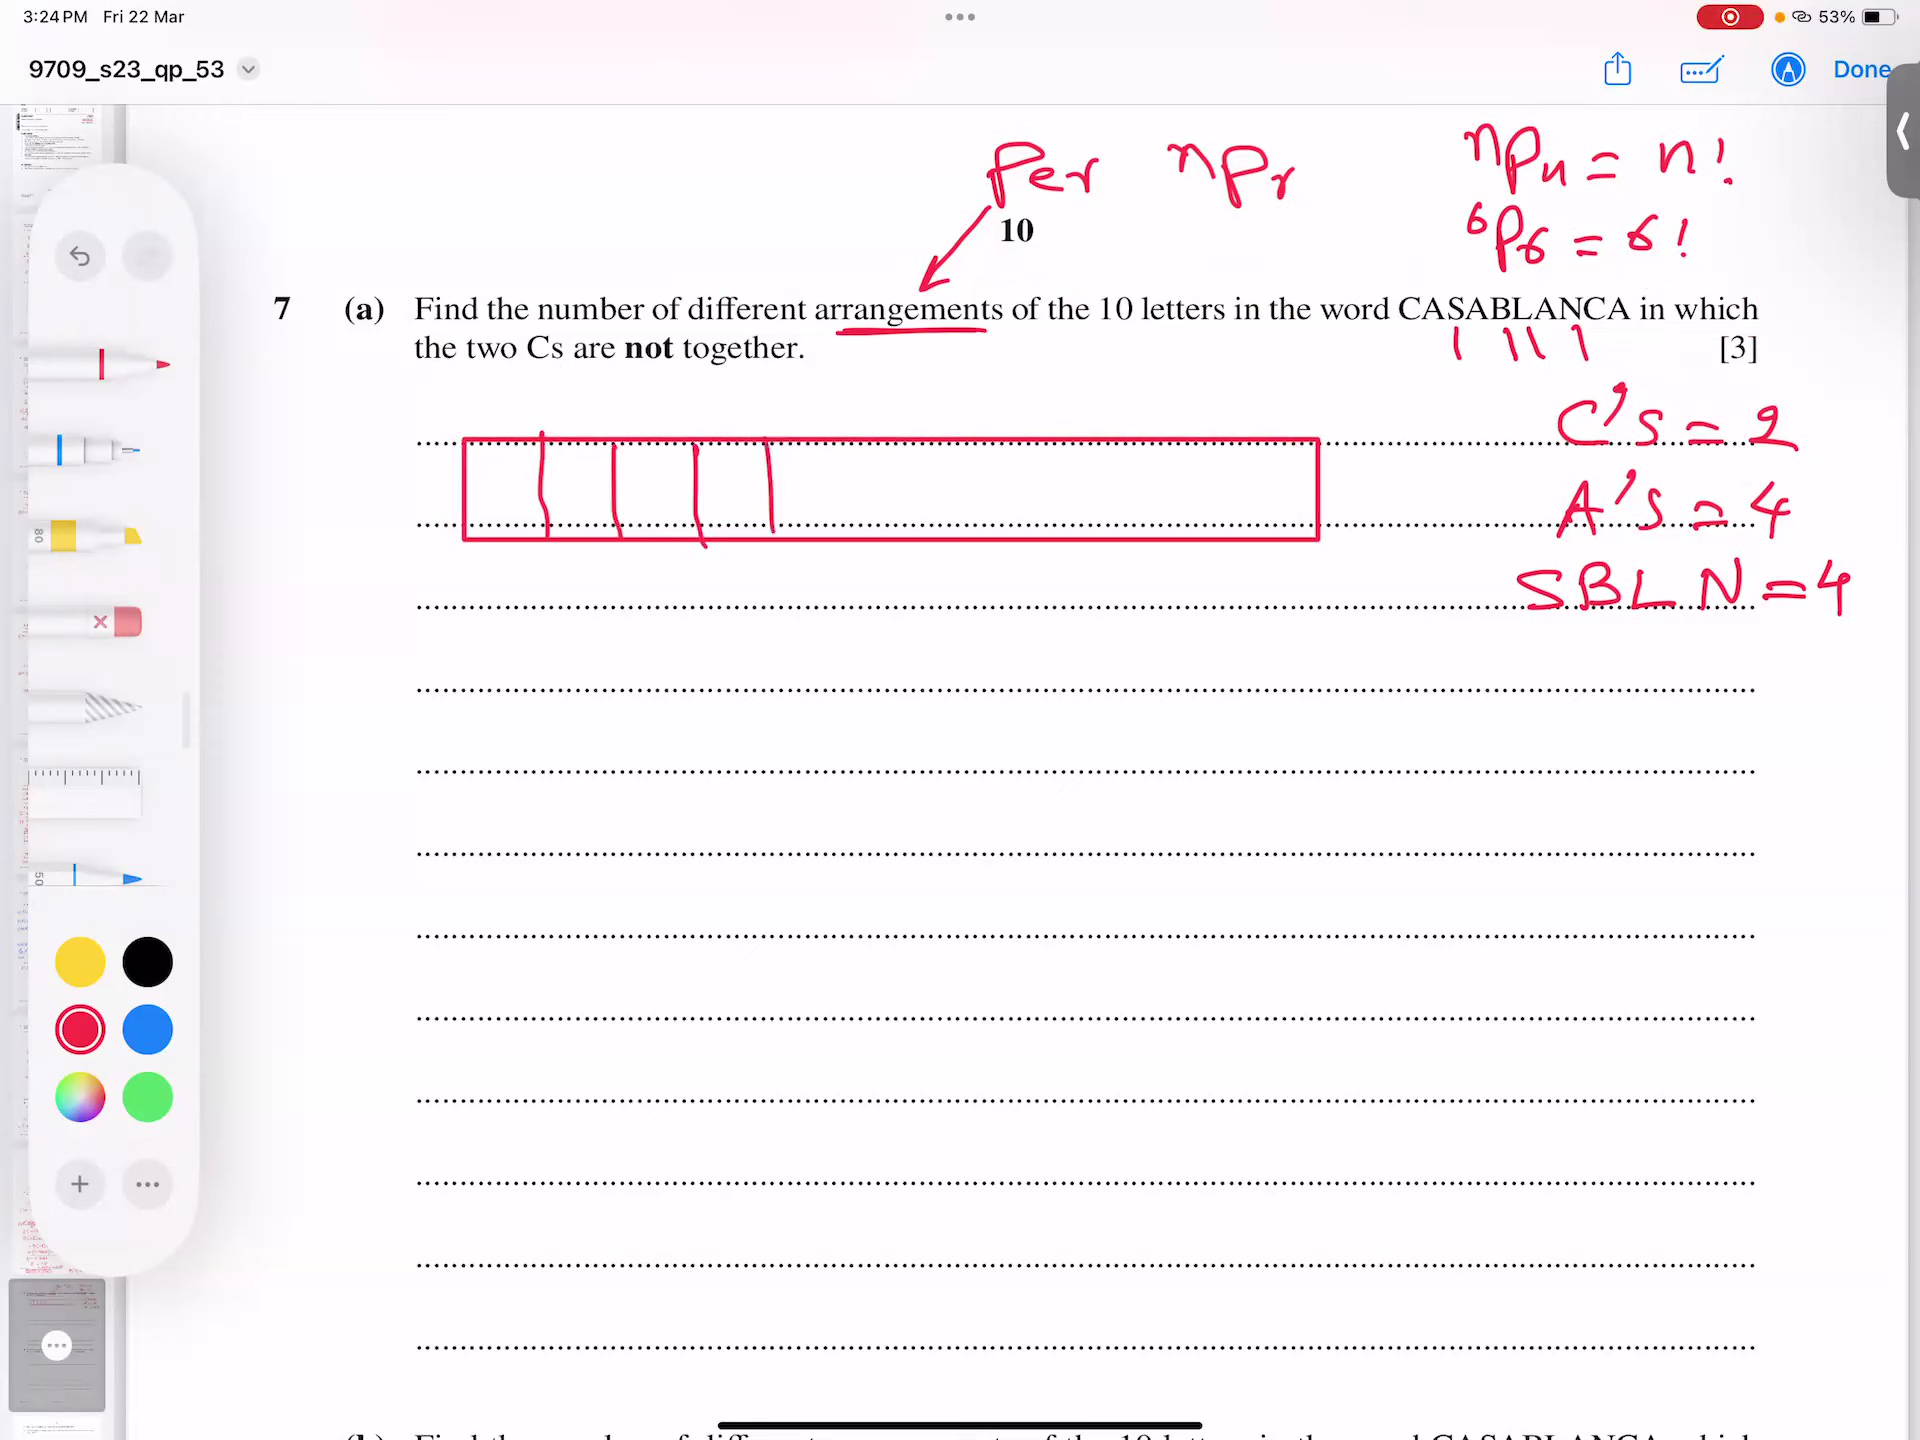 3:24 PM Fri 22 Mar
53%
9709_s23_qp_53
Done
Per nPr
nPn = n!
6P6 = 6!
10
7 (a) Find the number of different arrangements of the 10 letters in the word CASABLANCA in which
the two Cs are not together. [3]
C's = 2
A's = 4
SBLN = 4
80
50